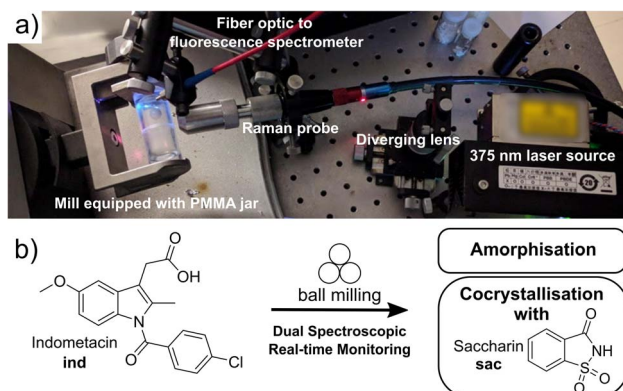 a)
Fiber optic to
fluorescence spectrometer
Raman probe
Diverging lens
375 nm laser source
Mill equipped with PMMA jar
b)
O
OH
O
N
O
Cl
Indometacin
ind
ball milling
Dual Spectroscopic
Real-time Monitoring
Amorphisation
Cocrystallisation
with
Saccharin
sac
O
NH
S
O
O